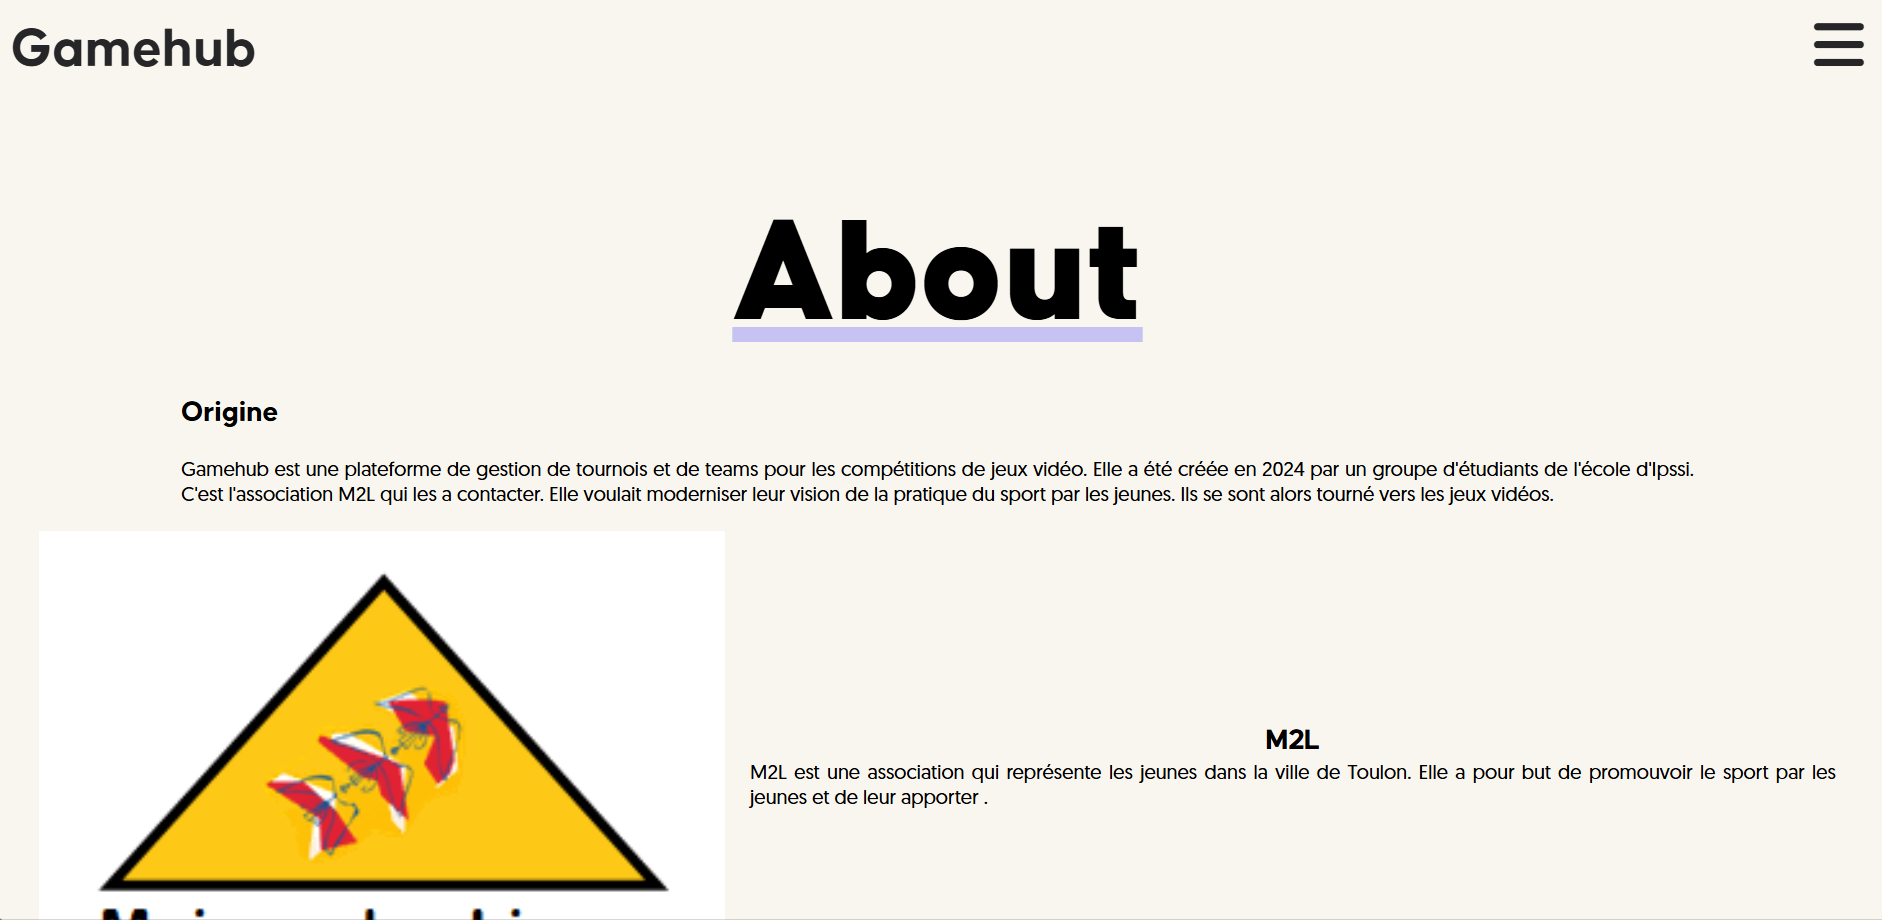 Gamehub
About
Origine
Gamehub est une plateforme de gestion de tournois et de teams pour les compétitions de jeux vidéo. Elle a été créée en 2024 par un groupe d'étudiants de l'école d'Ipssi.
C'est l'association M2L qui les a contacter. Elle voulait moderniser leur vision de la pratique du sport par les jeunes. Ils se sont alors tourné vers les jeux vidéos.
M2L
M2L est une association qui représente les jeunes dans la ville de Toulon. Elle a pour but de promouvoir le sport par les
jeunes et de leur apporter .